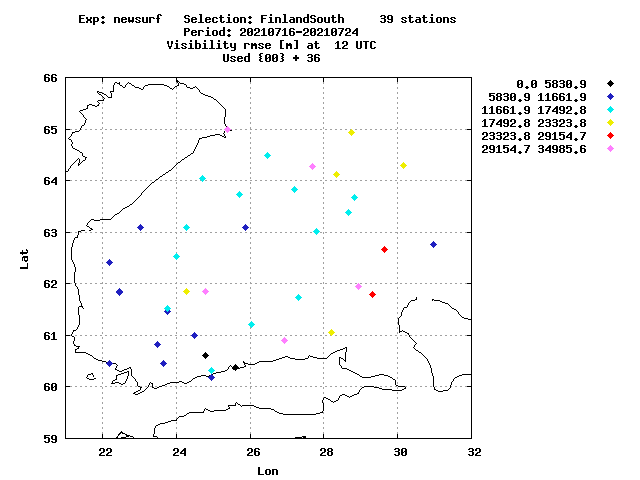 Exp: newsurf Selection: FinlandSouth 39 stations
Period: 20210716-20210724
Visibility rmse [m] at 12 UTC
Used {00} + 36
0.0 5830.9
5830.9 11661.9
11661.9 17492.8
17492.8 23323.8
23323.8 29154.7
29154.7 34985.6
66
65
64
63
62
61
60
59
Lat
22 24 26 28 30 32
Lon